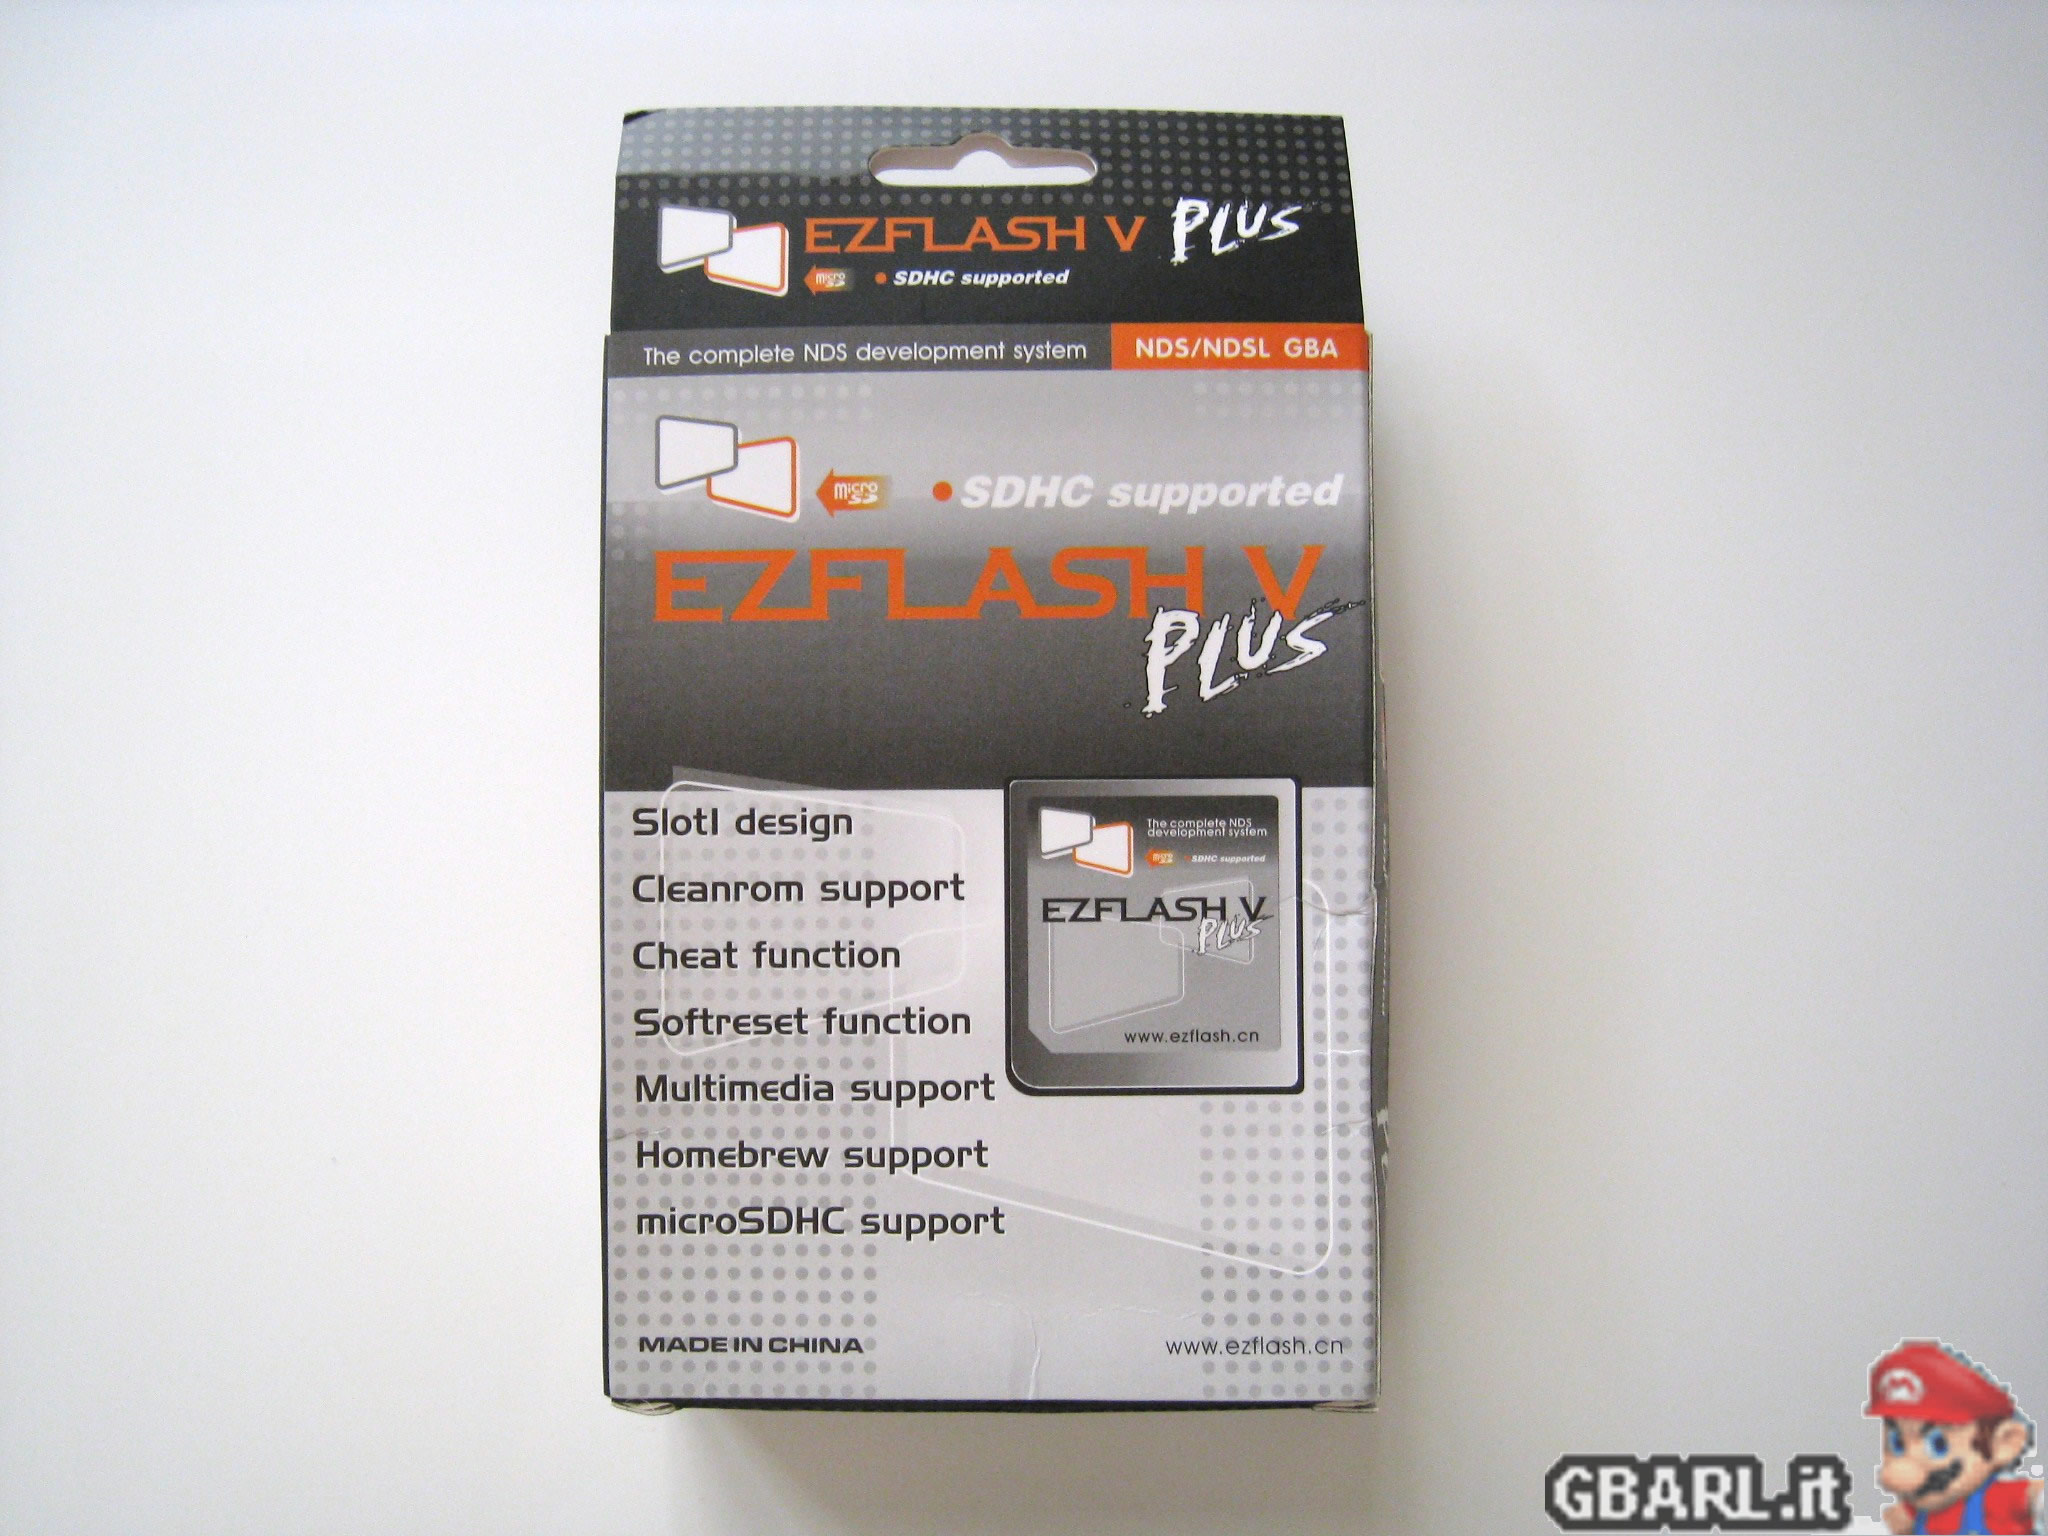 EZFLASH V PLUS
micro SD • SDHC supported
The complete NDS development system NDS/NDSL GBA
micro SD • SDHC supported
EZFLASH V
PLUS
Slot1 design
Cleanrom support
Cheat function
Softreset function
Multimedia support
Homebrew support
microSDHC support
The complete NDS
development system
micro SD • SDHC supported
EZFLASH V
PLUS
www.ezflash.cn
MADE IN CHINA www.ezflash.cn
GBARL.it
M